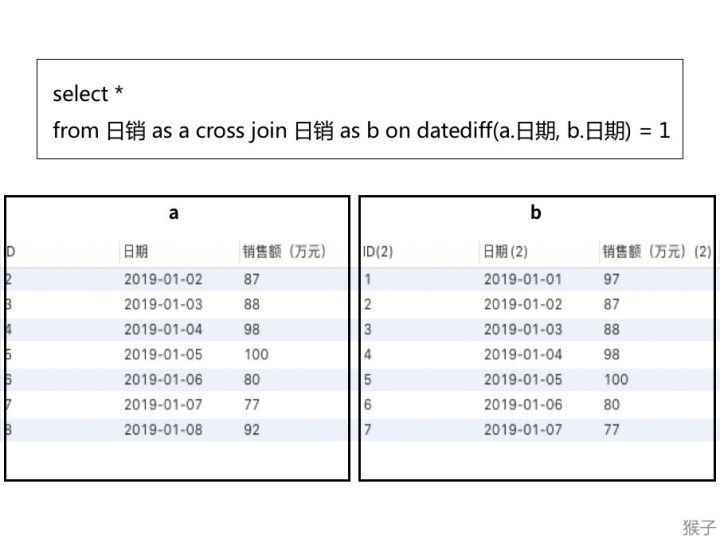 select *
from 日销 as a cross join 日销 as b on datediff(a.日期, b.日期) = 1
a b
ID 日期 销售额（万元） ID(2) 日期(2) 销售额（万元）(2)
2 2019-01-02 87 1 2019-01-01 97
3 2019-01-03 88 2 2019-01-02 87
4 2019-01-04 98 3 2019-01-03 88
5 2019-01-05 100 4 2019-01-04 98
6 2019-01-06 80 5 2019-01-05 100
7 2019-01-07 77 6 2019-01-06 80
8 2019-01-08 92 7 2019-01-07 77
猴子